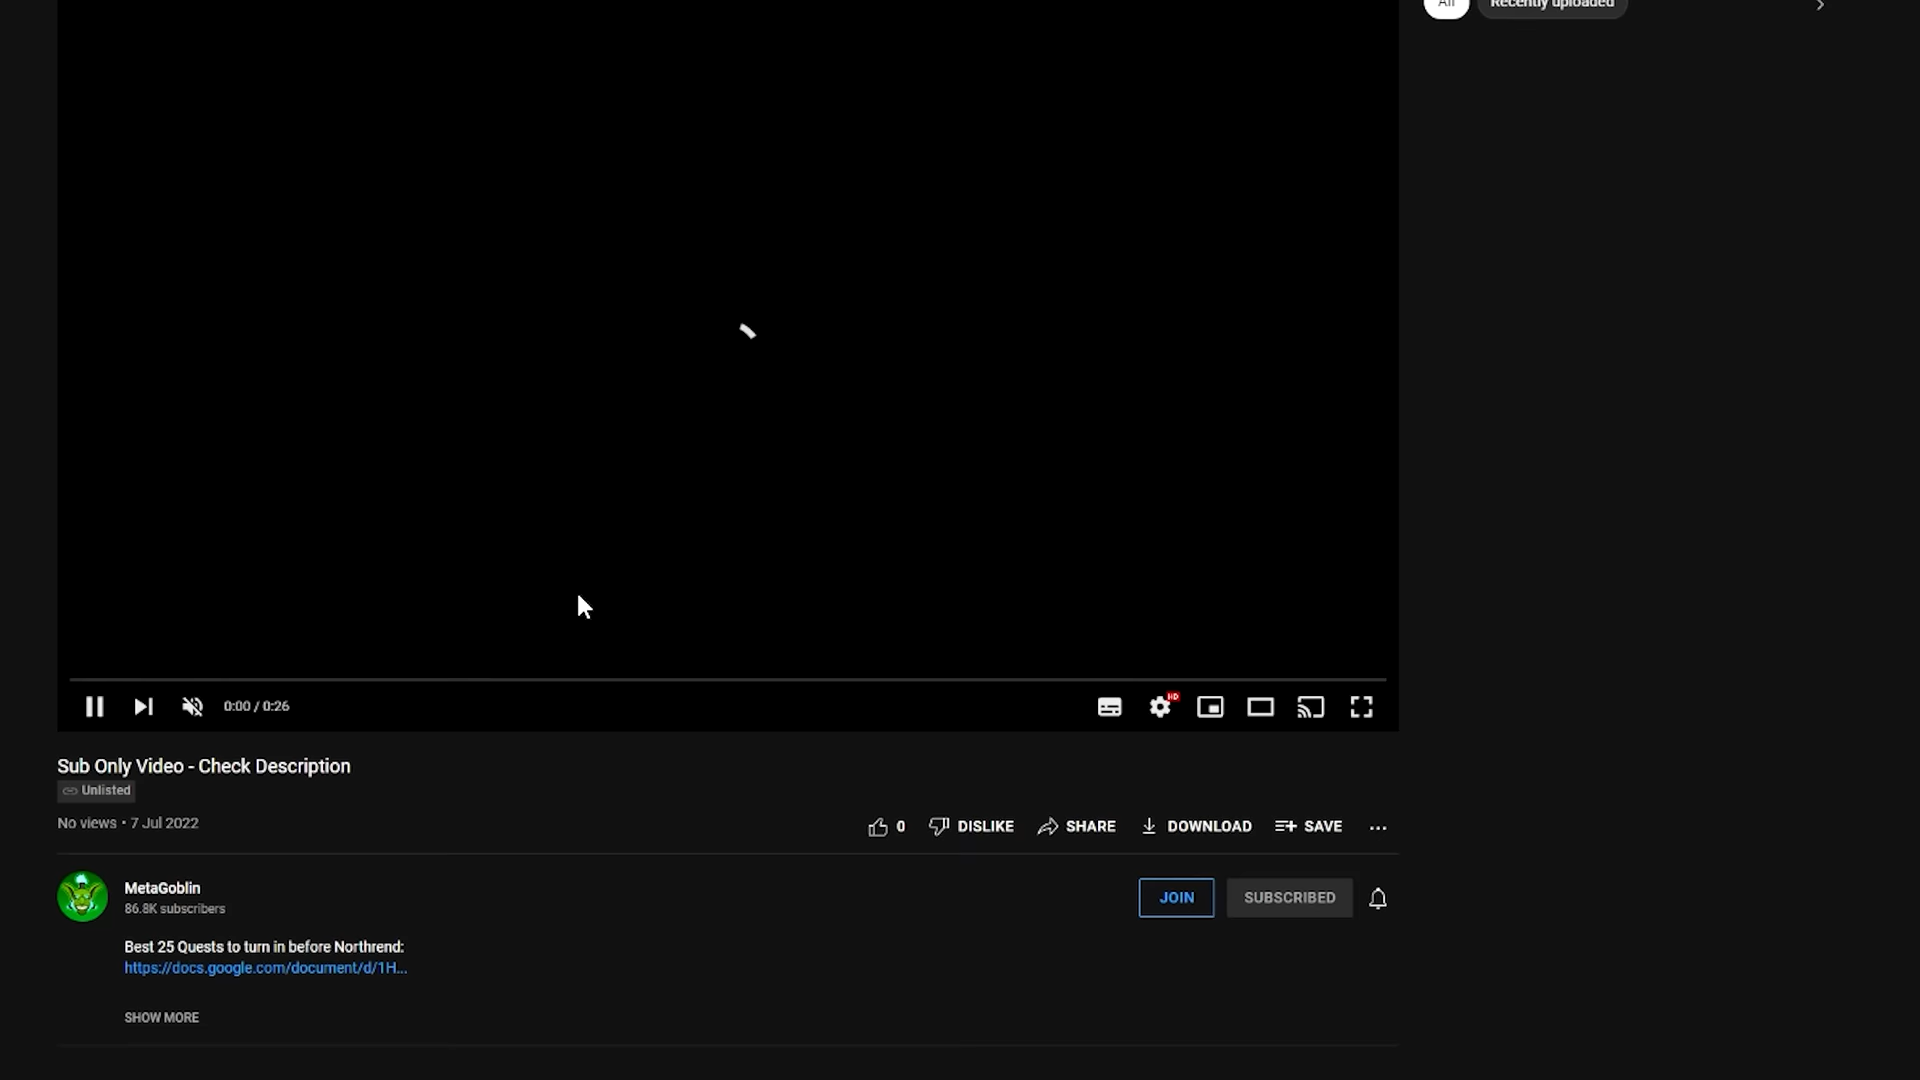 All
Recently uploaded
0:00 / 0:26
HD
Sub Only Video - Check Description
Unlisted
No views • 7 Jul 2022
0
DISLIKE
SHARE
DOWNLOAD
SAVE
MetaGoblin
86.8K subscribers
JOIN
SUBSCRIBED
Best 25 Quests to turn in before Northrend:
https://docs.google.com/document/d/1H...
SHOW MORE